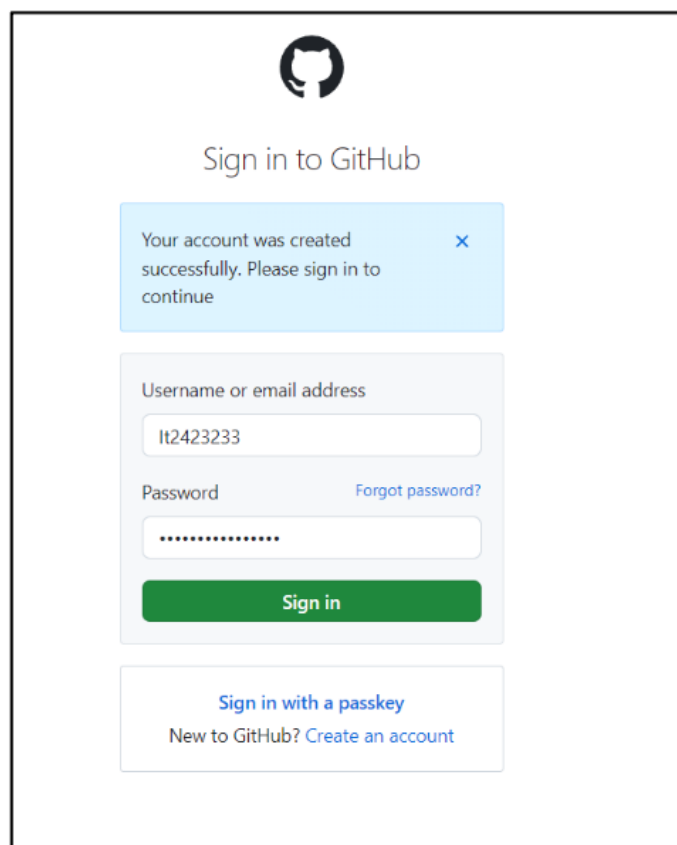 Sign in to GitHub
Your account was created
successfully. Please sign in to
continue
Username or email address
It2423233
Password Forgot password?
••••••••••••••••
Sign in
Sign in with a passkey
New to GitHub? Create an account